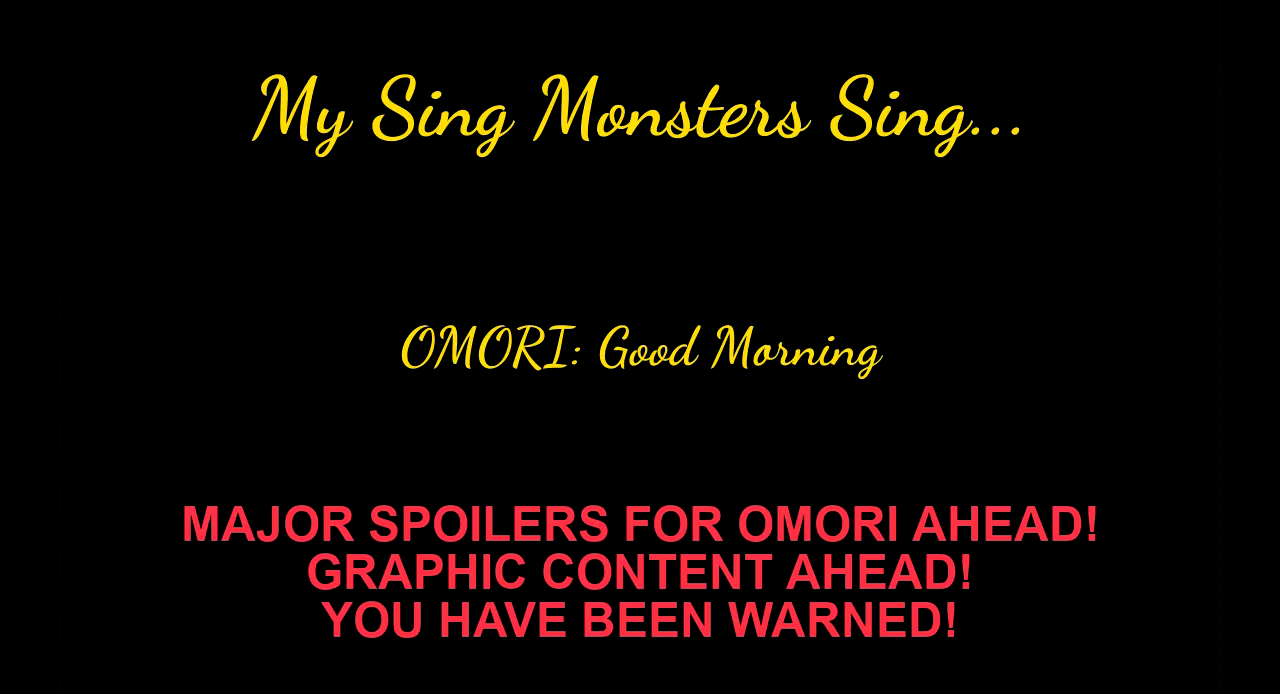 My Sing Monsters Sing...
OMORI: Good Morning
MAJOR SPOILERS FOR OMORI AHEAD!
GRAPHIC CONTENT AHEAD!
YOU HAVE BEEN WARNED!